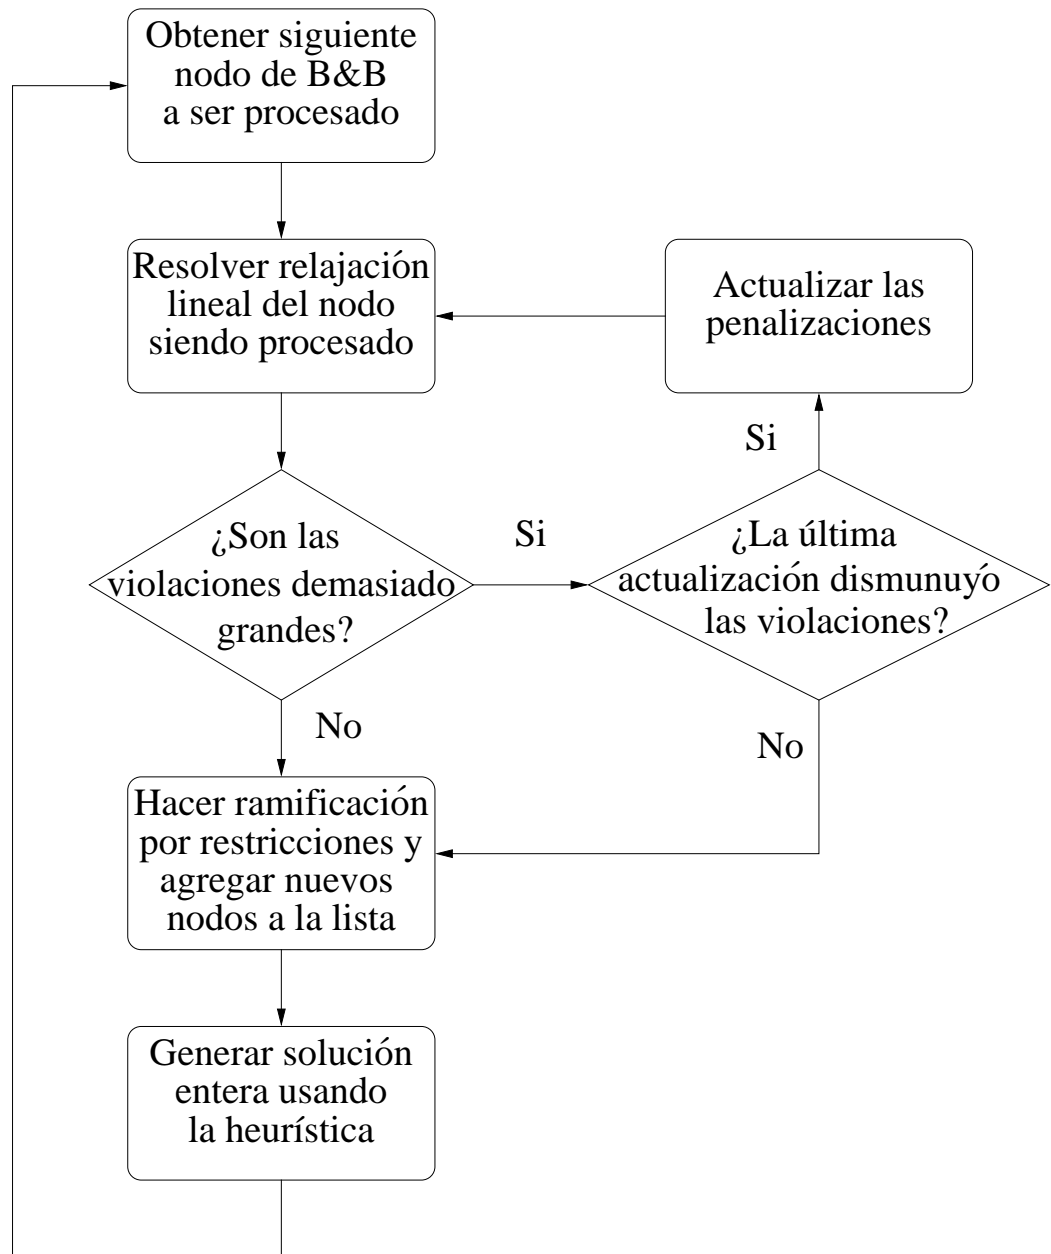 Obtener siguiente
nodo de B&B
a ser procesado
Resolver relajación
lineal del nodo
siendo procesado
Actualizar las
penalizaciones
Si
¿Son las
violaciones demasiado
grandes?
Si
¿La última
actualización dismunuyó
las violaciones?
No
No
Hacer ramificación
por restricciones y
agregar nuevos
nodos a la lista
Generar solución
entera usando
la heurística